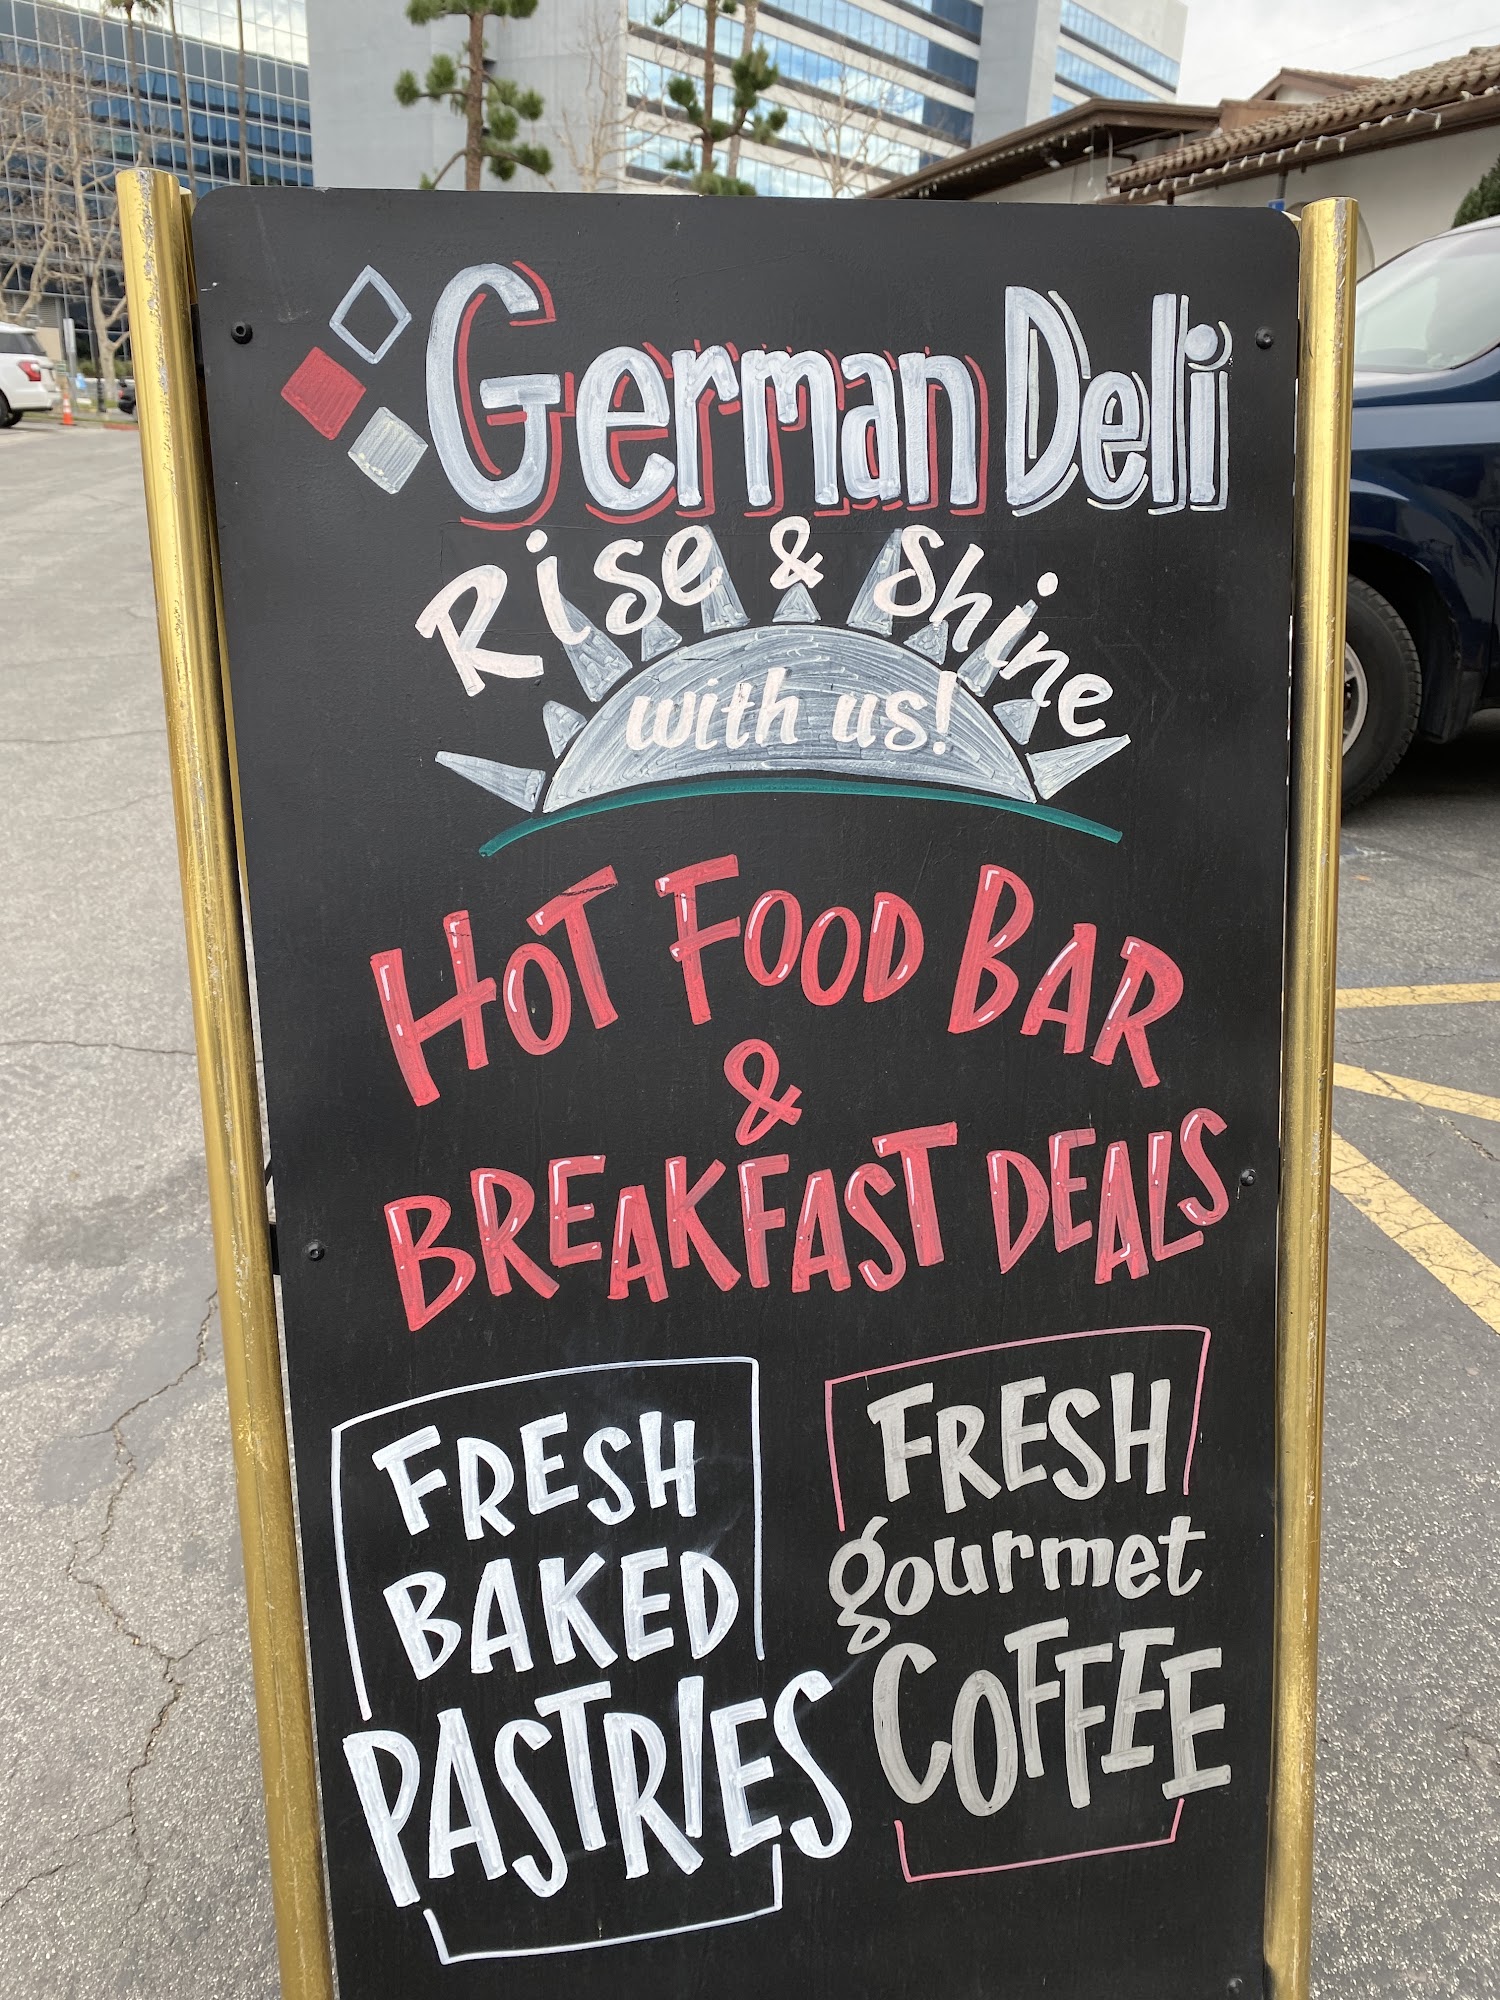 German Deli
Rise & Shine
with us!
HOT FOOD BAR
&
BREAKFAST DEALS
FRESH
BAKED
PASTRIES
FRESH
gourmet
COFFEE